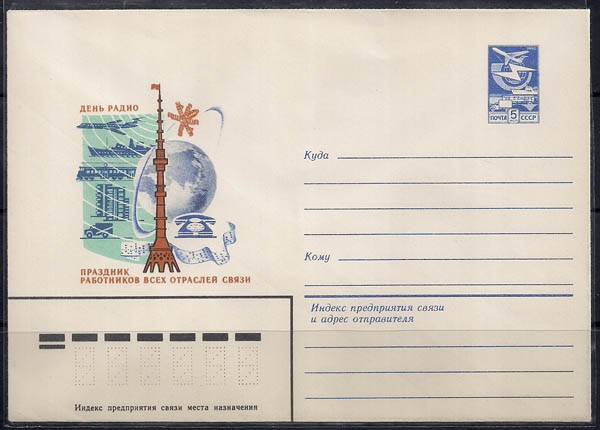 ДЕНЬ РАДИО
ПРАЗДНИК
РАБОТНИКОВ ВСЕХ ОТРАСЛЕЙ СВЯЗИ
ПОЧТА 5 СССР
Куда
Кому
Индекс предприятия связи
и адрес отправителя
Индекс предприятия связи места назначения